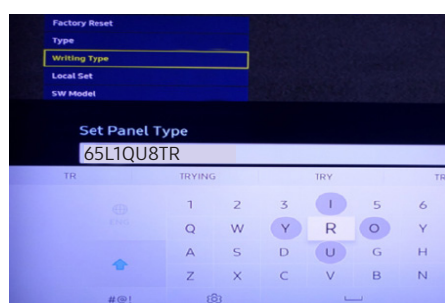 Factory Reset
Type
Writing Type
Local Set
SW Model
Set Panel Type
65L1QU8TR
TR TRYING TRY TR
1 2 3 I 5 6
Q W Y R O Y
A S D U G H
Z X C V B N
#@!